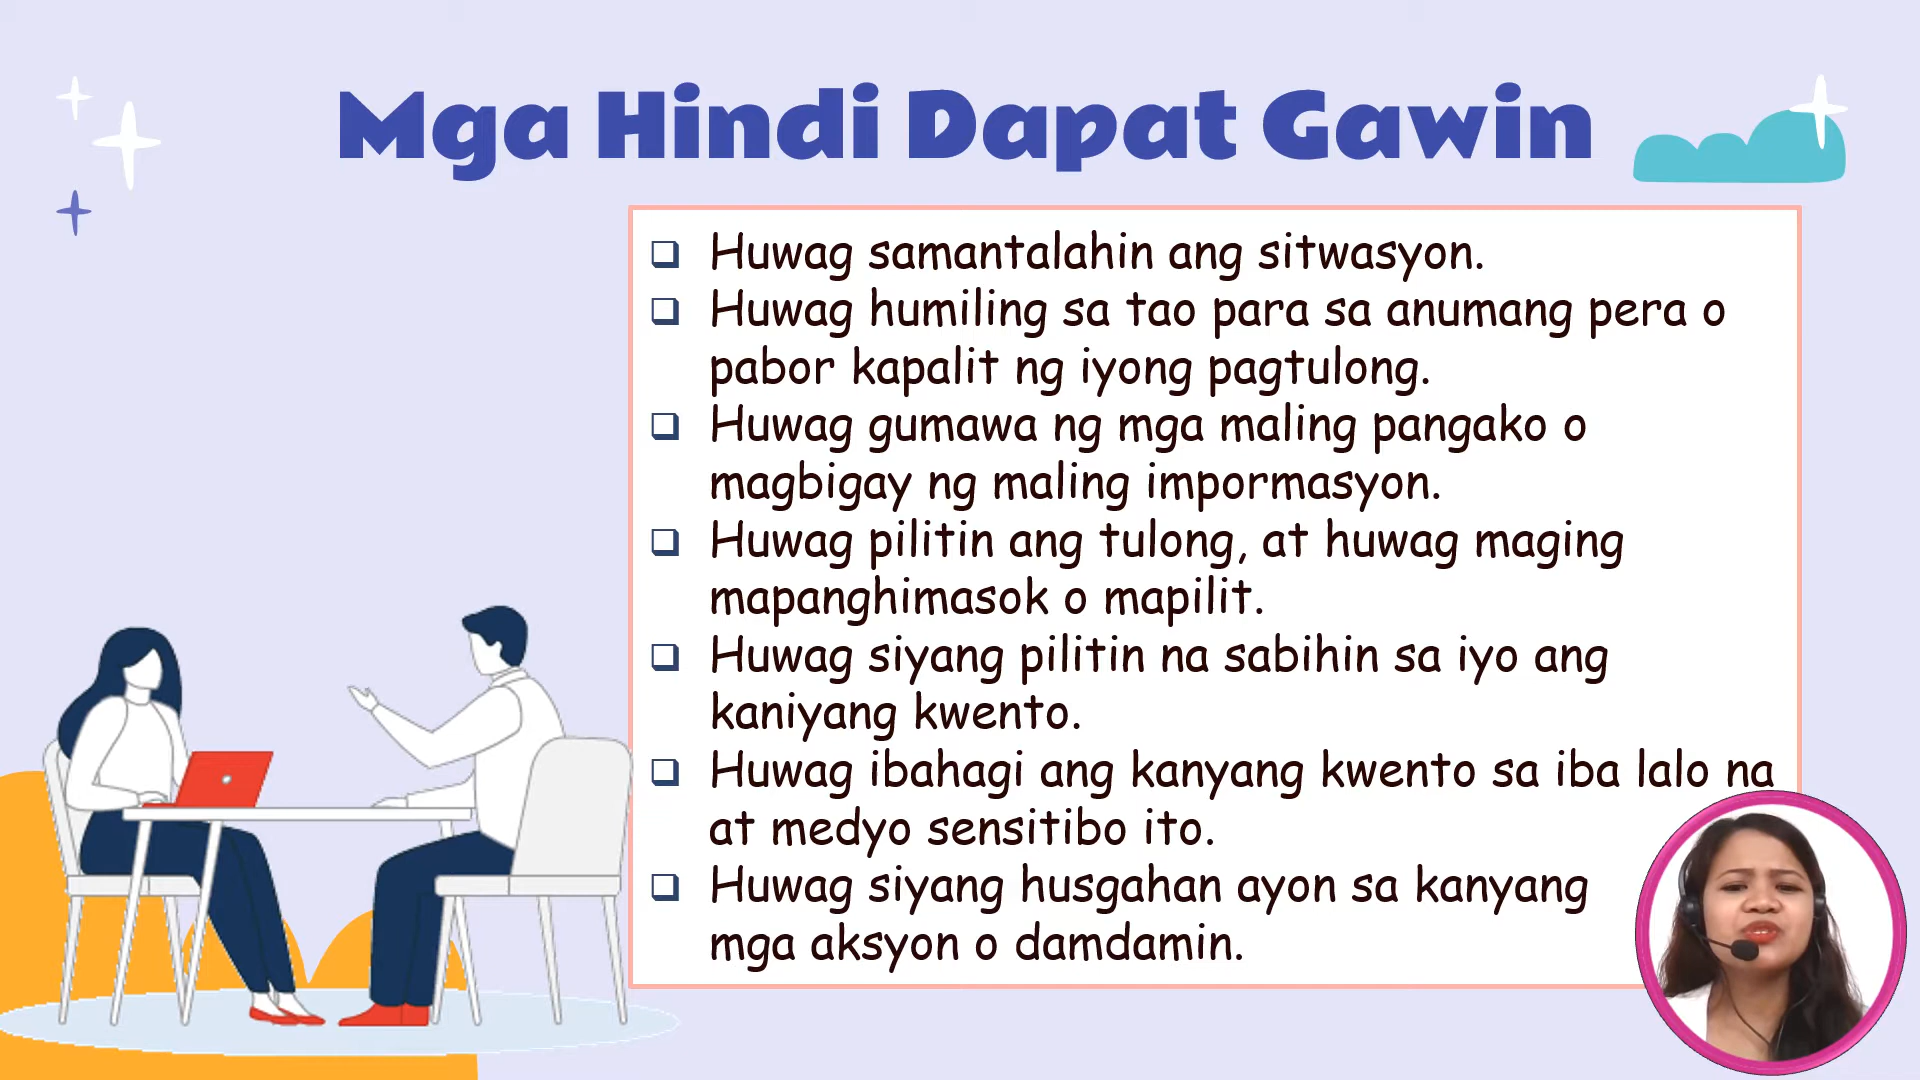 Mga Hindi Dapat Gawin
Huwag samantalahin ang sitwasyon.
Huwag humiling sa tao para sa anumang pera o
pabor kapalit ng iyong pagtulong.
Huwag gumawa ng mga maling pangako o
magbigay ng maling impormasyon.
Huwag pilitin ang tulong, at huwag maging
mapanghimasok o mapilit.
Huwag siyang pilitin na sabihin sa iyo ang
kaniyang kwento.
Huwag ibahagi ang kanyang kwento sa iba lalo na
at medyo sensitibo ito.
Huwag siyang husgahan ayon sa kanyang
mga aksyon o damdamin.